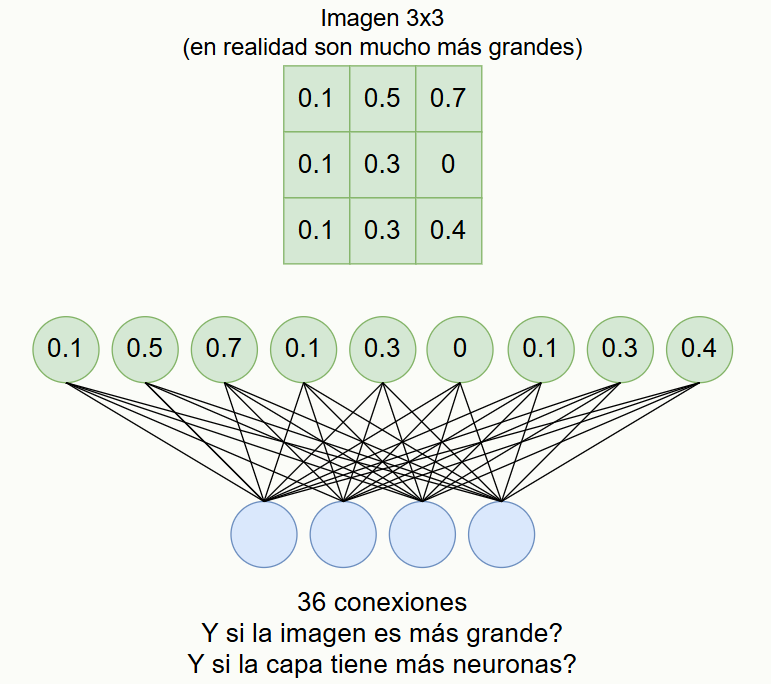 Imagen 3x3
(en realidad son mucho más grandes)
0.1 0.5 0.7
0.1 0.3 0
0.1 0.3 0.4
0.1 0.5 0.7 0.1 0.3 0 0.1 0.3 0.4
36 conexiones
Y si la imagen es más grande?
Y si la capa tiene más neuronas?